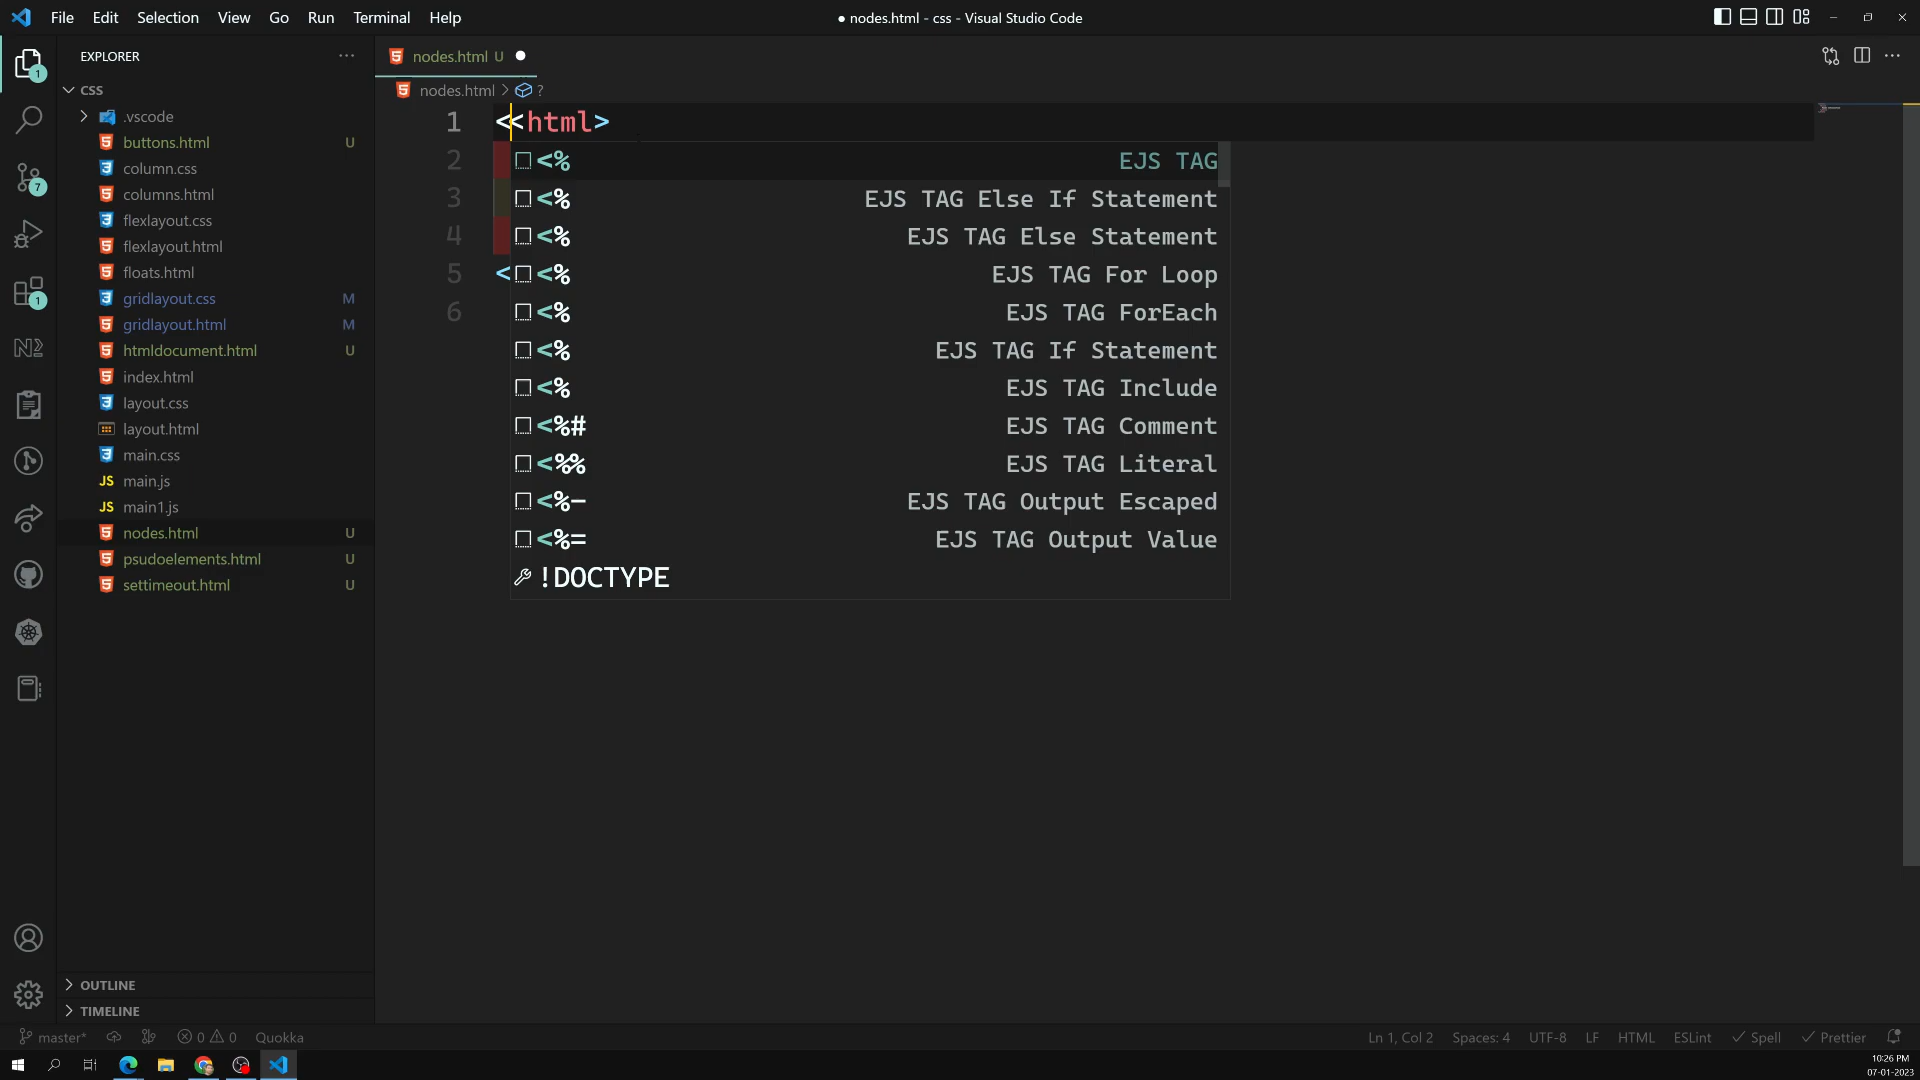 File Edit Selection View Go Run Terminal Help
● nodes.html - css - Visual Studio Code
EXPLORER
CSS
.vscode
buttons.html U
column.css
columns.html
flexlayout.css
flexlayout.html
floats.html
gridlayout.css M
gridlayout.html M
htmldocument.html U
index.html
layout.css
layout.html
main.css
JS main.js
JS main1.js
nodes.html U
psudoelements.html U
settimeout.html U
OUTLINE
TIMELINE
1
7
1
nodes.html U
nodes.html > ?
1 <<html>
2
3
4
5 <
6
<% EJS TAG
<% EJS TAG Else If Statement
<% EJS TAG Else Statement
<% EJS TAG For Loop
<% EJS TAG ForEach
<% EJS TAG If Statement
<% EJS TAG Include
<%# EJS TAG Comment
<%% EJS TAG Literal
<%- EJS TAG Output Escaped
<%= EJS TAG Output Value
!DOCTYPE
master* 0 0 Quokka
Ln 1, Col 2 Spaces: 4 UTF-8 LF HTML ESLint Spell Prettier
10:26 PM
07-01-2023